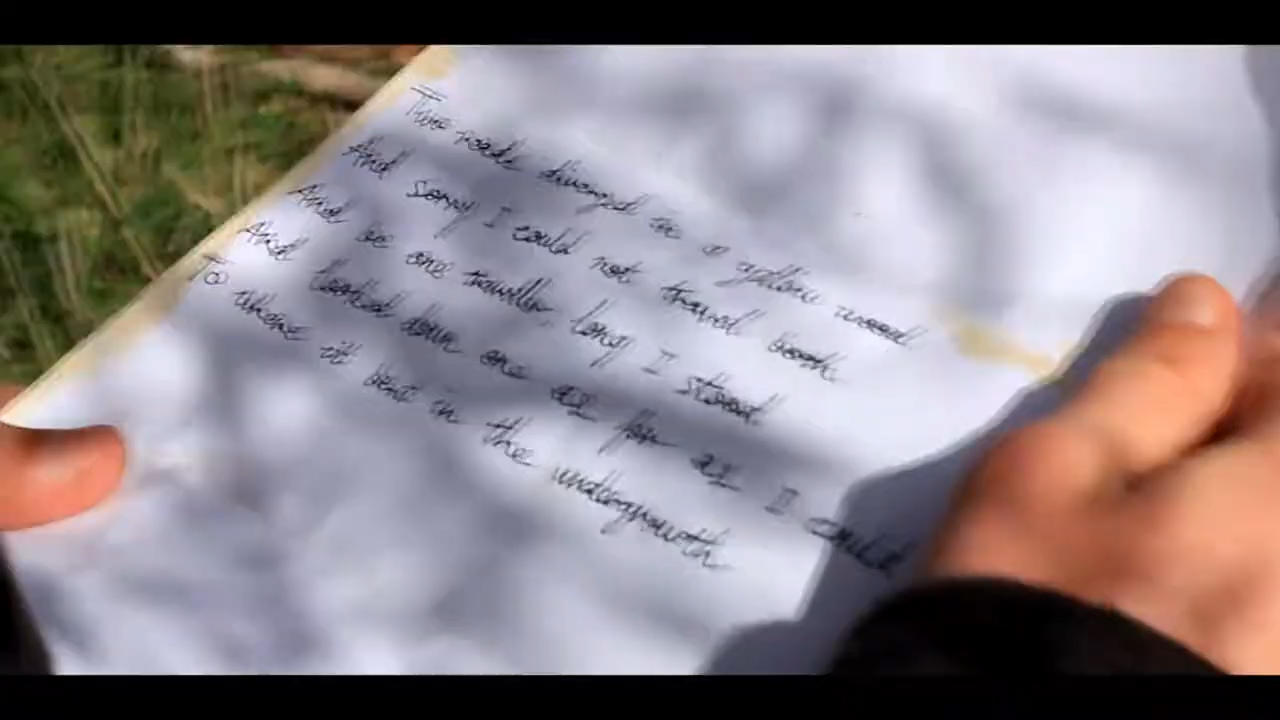 Two roads diverged in a yellow wood
And sorry I could not travel both
And be one traveller, long I stood
And looked down one as far as I could
To where it bent in the undergrowth